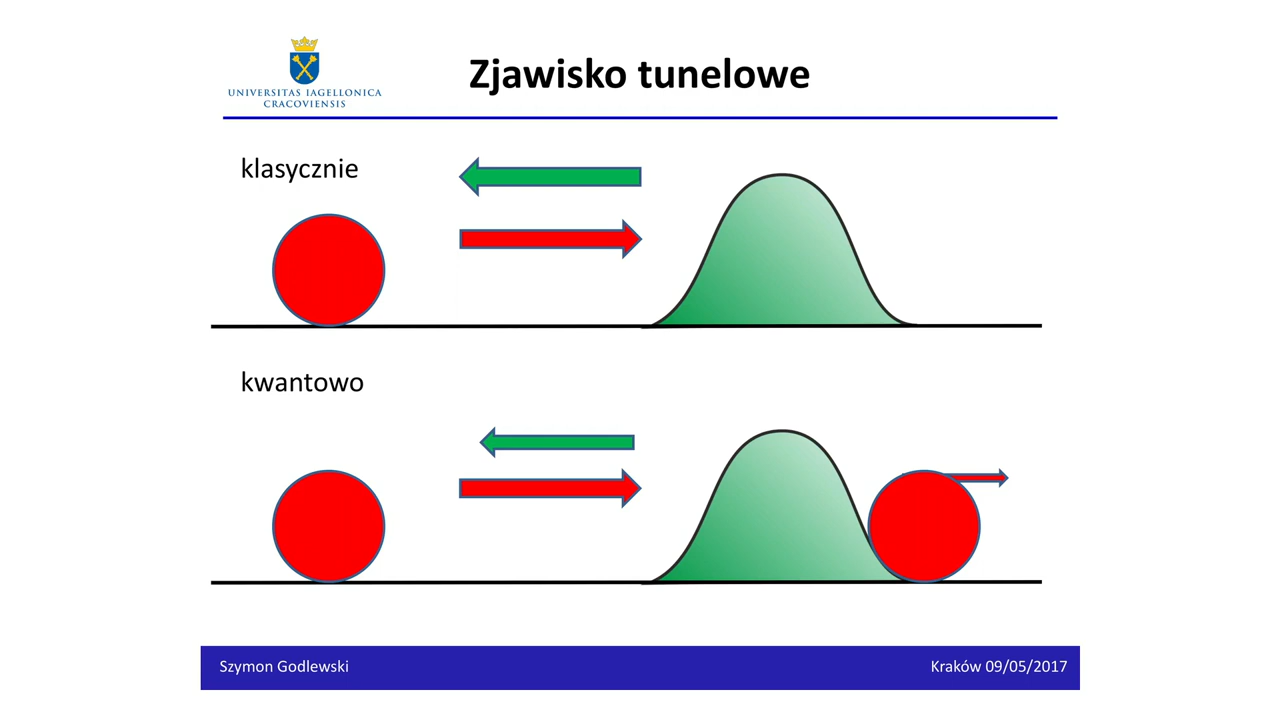 UNIVERSITAS IAGELLONICA
CRACOVIENSIS
Zjawisko tunelowe
klasycznie
kwantowo
Szymon Godlewski
Kraków 09/05/2017